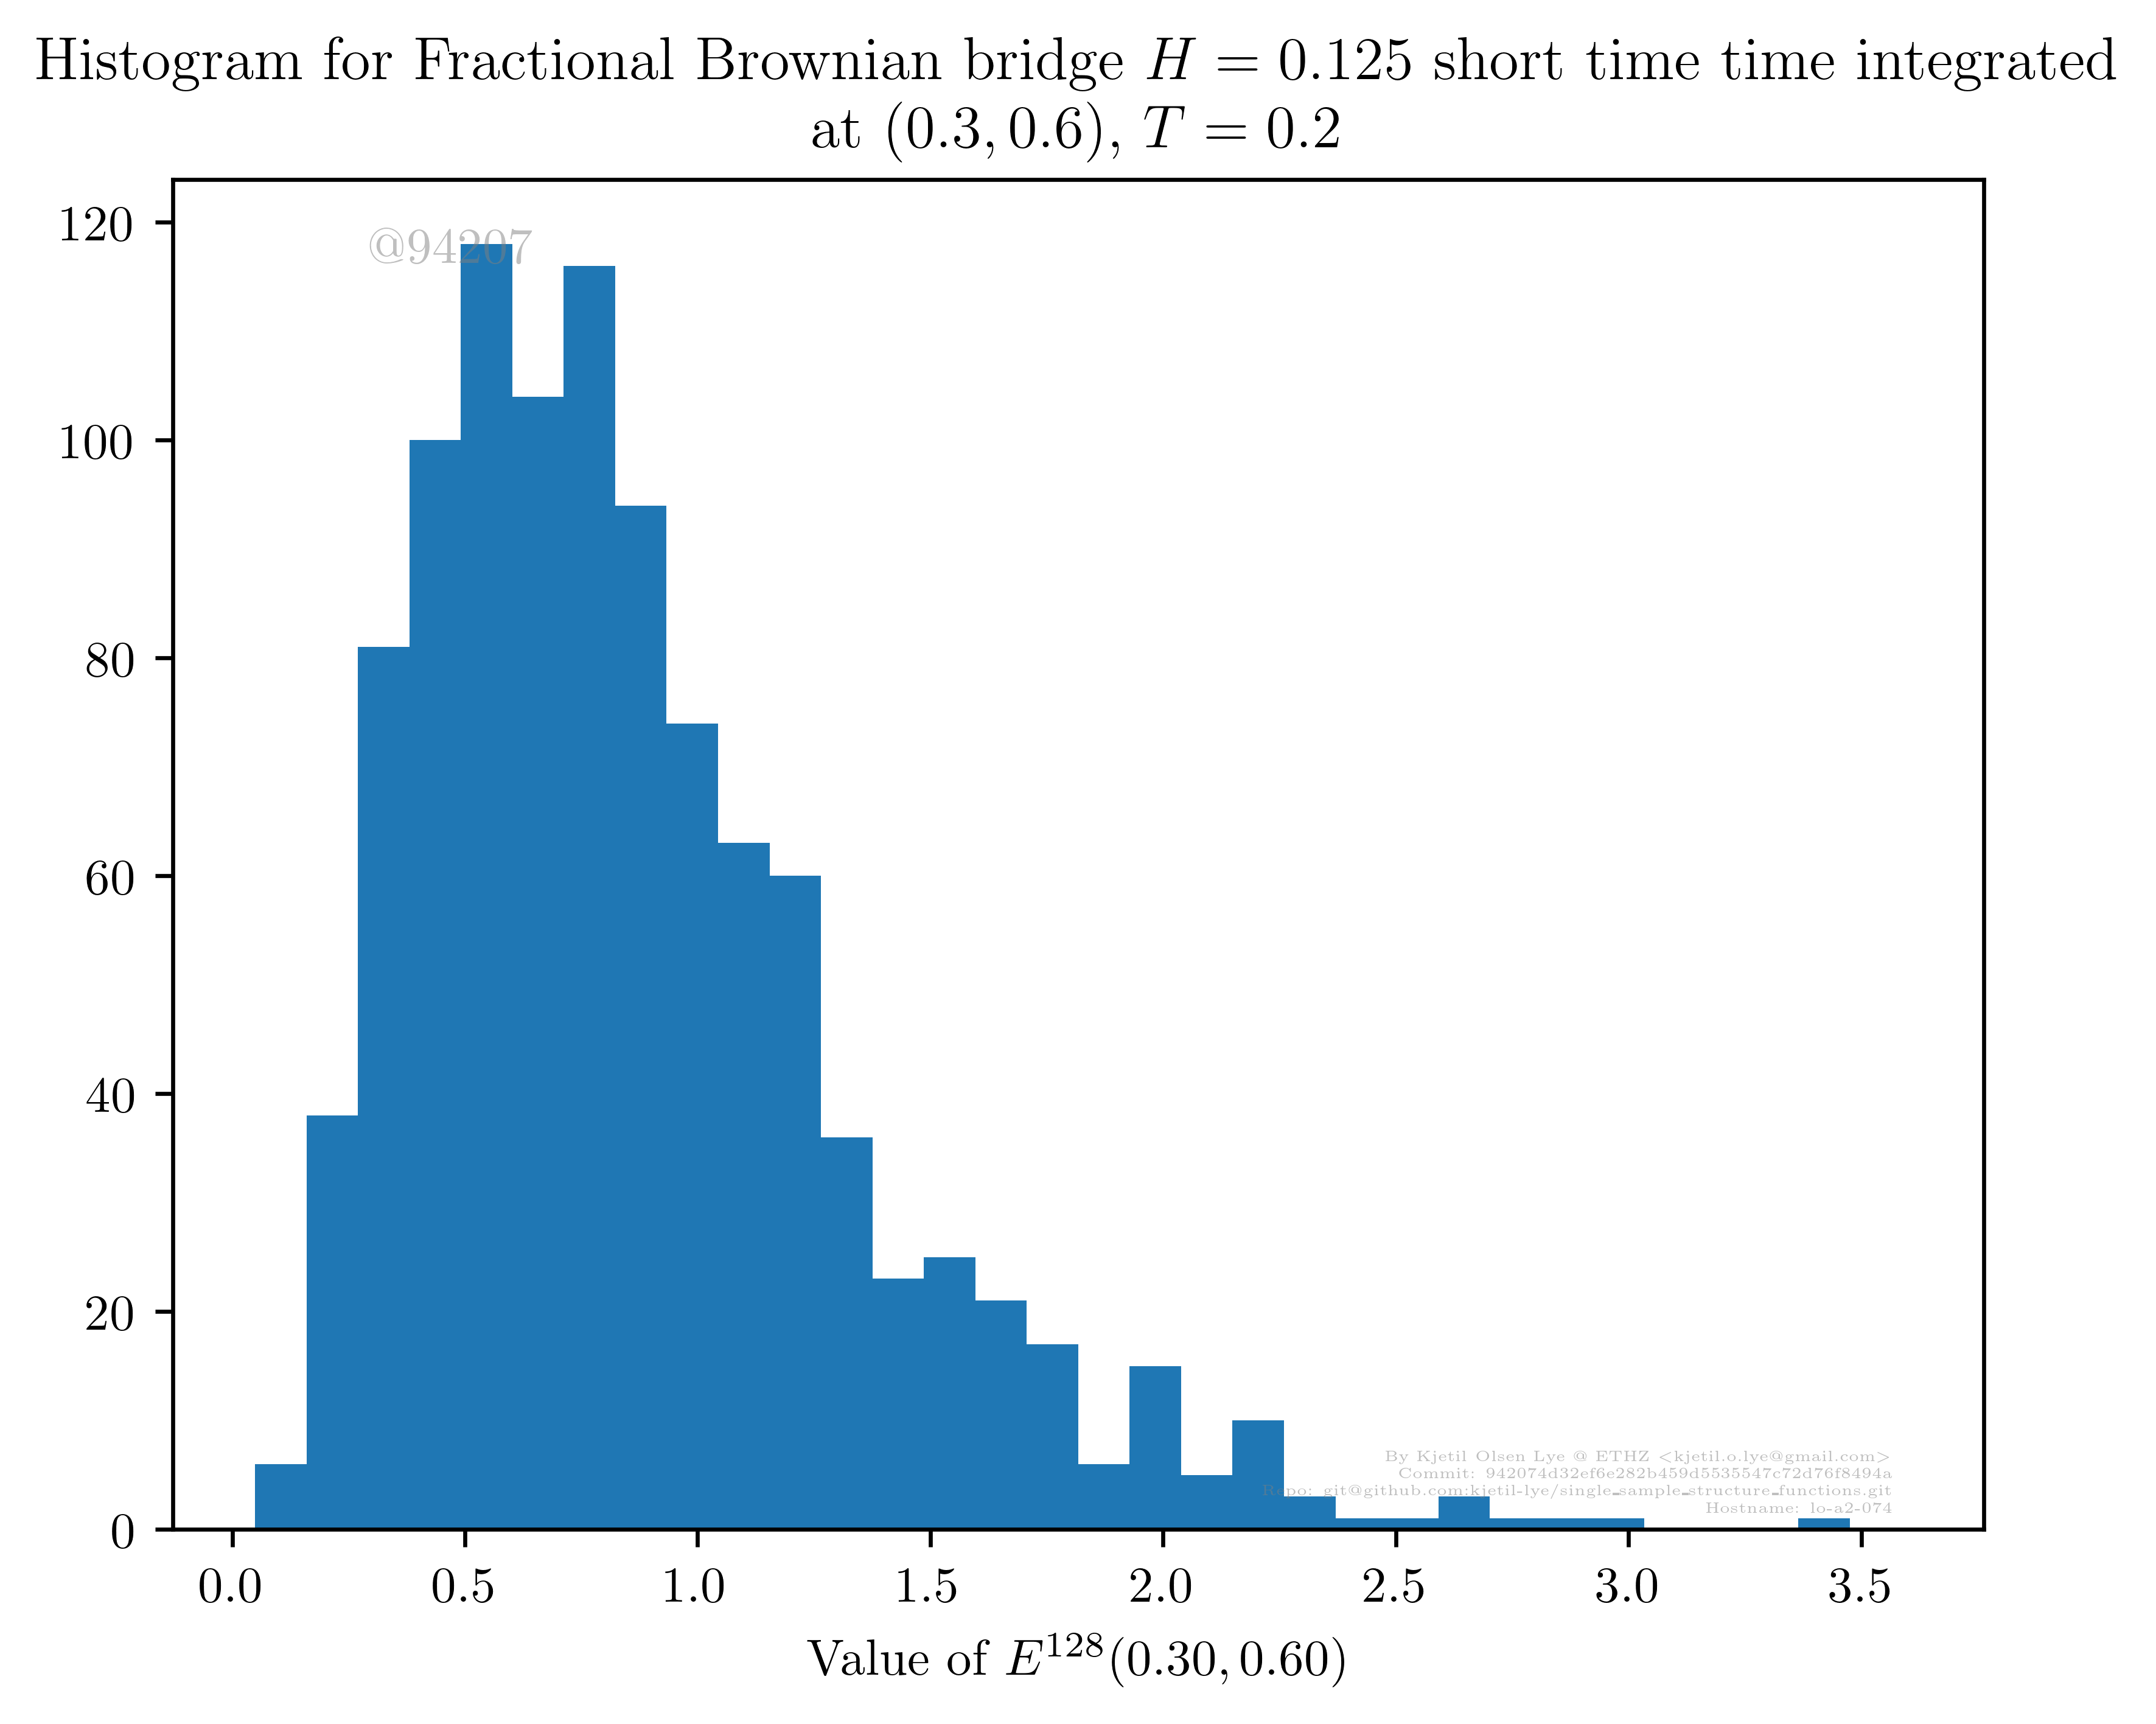 Histogram for Fractional Brownian bridge H = 0.125 short time time integrated
at (0.3, 0.6), T = 0.2
@94207
120
100
80
60
40
20
0
By Kjetil Olsen Lye @ ETHZ <kjetil.o.lye@gmail.com>
Commit: 942074d32ef6e282b459d5535547c72d76f8494a
Repo: git@github.com:kjetil-lye/single_sample_structure_functions.git
Hostname: lo-a2-074
0.0 0.5 1.0 1.5 2.0 2.5 3.0 3.5
Value of E^128(0.30, 0.60)